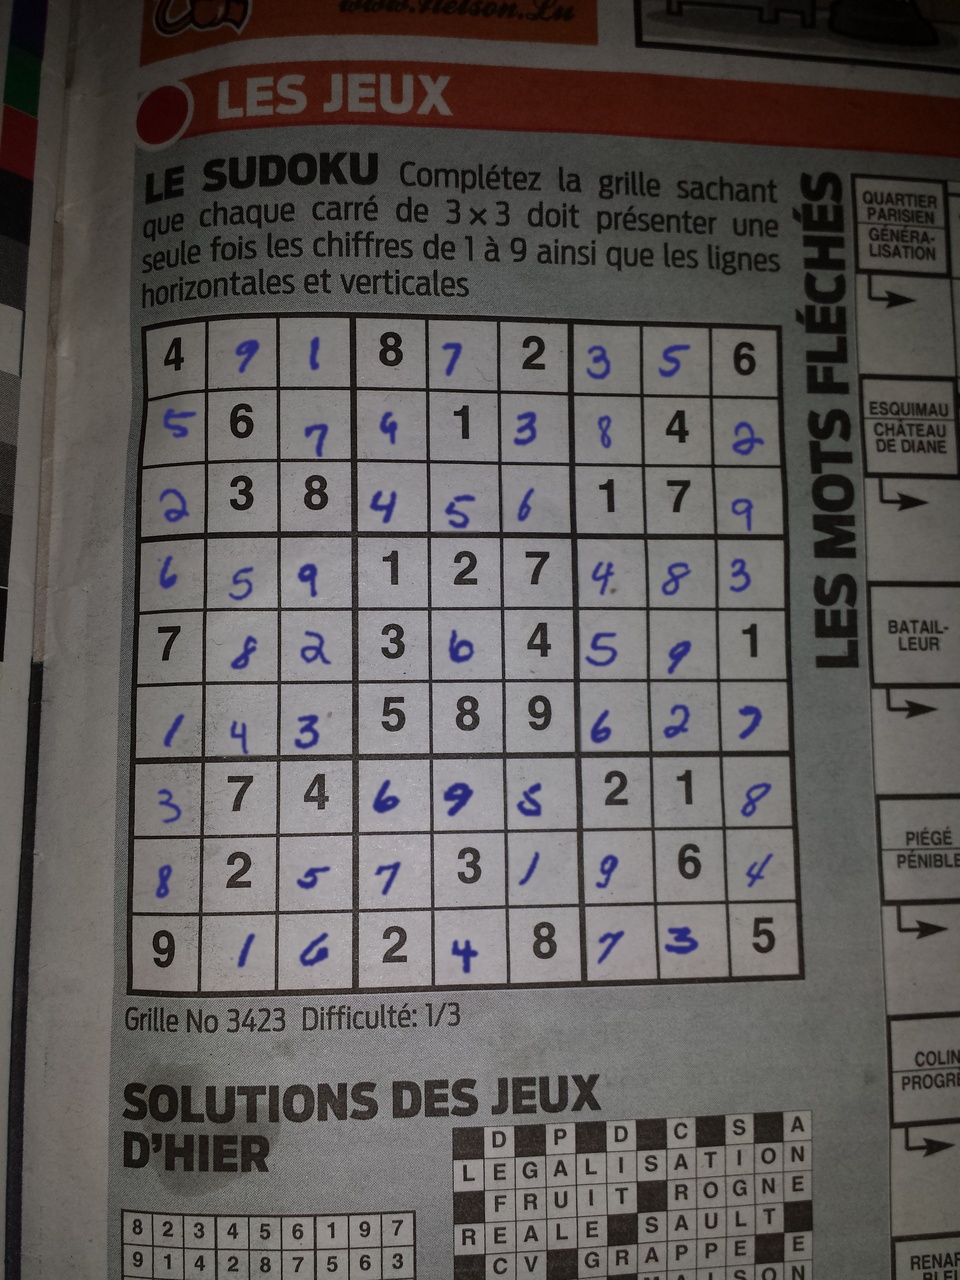 www.Nelson.Lu
LES JEUX
LE SUDOKU Complétez la grille sachant
que chaque carré de 3 x 3 doit présenter une
seule fois les chiffres de 1 à 9 ainsi que les lignes
horizontales et verticales
4 9 1 8 7 2 3 5 6
5 6 7 9 1 3 8 4 2
2 3 8 4 5 6 1 7 9
6 5 9 1 2 7 4 8 3
7 8 2 3 6 4 5 9 1
1 4 3 5 8 9 6 2 7
3 7 4 6 9 5 2 1 8
8 2 5 7 3 1 9 6 4
9 1 6 2 4 8 7 3 5
Grille No 3423 Difficulté: 1/3
SOLUTIONS DES JEUX
D'HIER
8 2 3 4 5 6 1 9 7
9 1 4 2 8 7 5 6 3
D P D C S A
L E G A L I S A T I O N
F R U I T R O G N E
R E A L E S A U L T
C V G R A P P E E
LES MOTS FLÉCHÉS
QUARTIER
PARISIEN
GÉNÉRA-
LISATION
ESQUIMAU
CHÂTEAU
DE DIANE
BATAIL-
LEUR
PIÉGÉ
PÉNIBLE
COLIN
PROGRÈ
RENAR